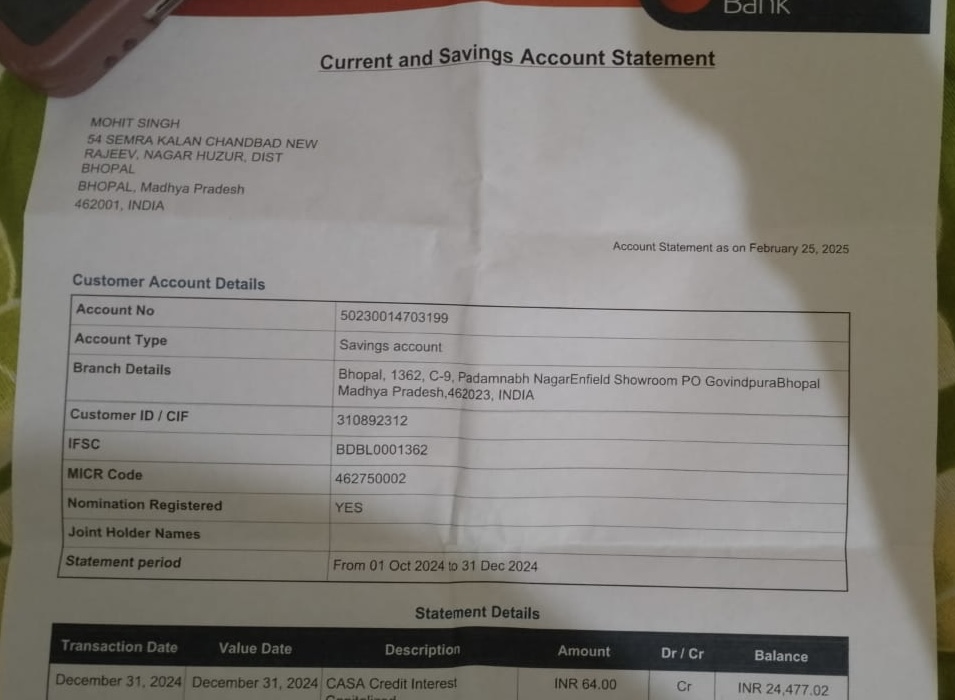 Bank
Current and Savings Account Statement
MOHIT SINGH
54 SEMRA KALAN CHANDBAD NEW
RAJEEV, NAGAR HUZUR, DIST
BHOPAL
BHOPAL, Madhya Pradesh
462001, INDIA
Account Statement as on February 25, 2025
Customer Account Details
Account No 50230014703199
Account Type Savings account
Branch Details Bhopal, 1362, C-9, Padamnabh NagarEnfield Showroom PO GovindpuraBhopal
Madhya Pradesh,462023, INDIA
Customer ID / CIF 310892312
IFSC BDBL0001362
MICR Code 462750002
Nomination Registered YES
Joint Holder Names
Statement period From 01 Oct 2024 to 31 Dec 2024
Statement Details
Transaction Date Value Date Description Amount Dr / Cr Balance
December 31, 2024 December 31, 2024 CASA Credit Interest INR 64.00 Cr INR 24,477.02